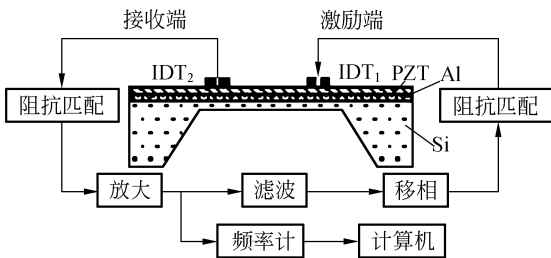 接收端 激励端
IDT₂ IDT₁ PZT Al
阻抗匹配 阻抗匹配
Si
放大 滤波 移相
频率计 计算机